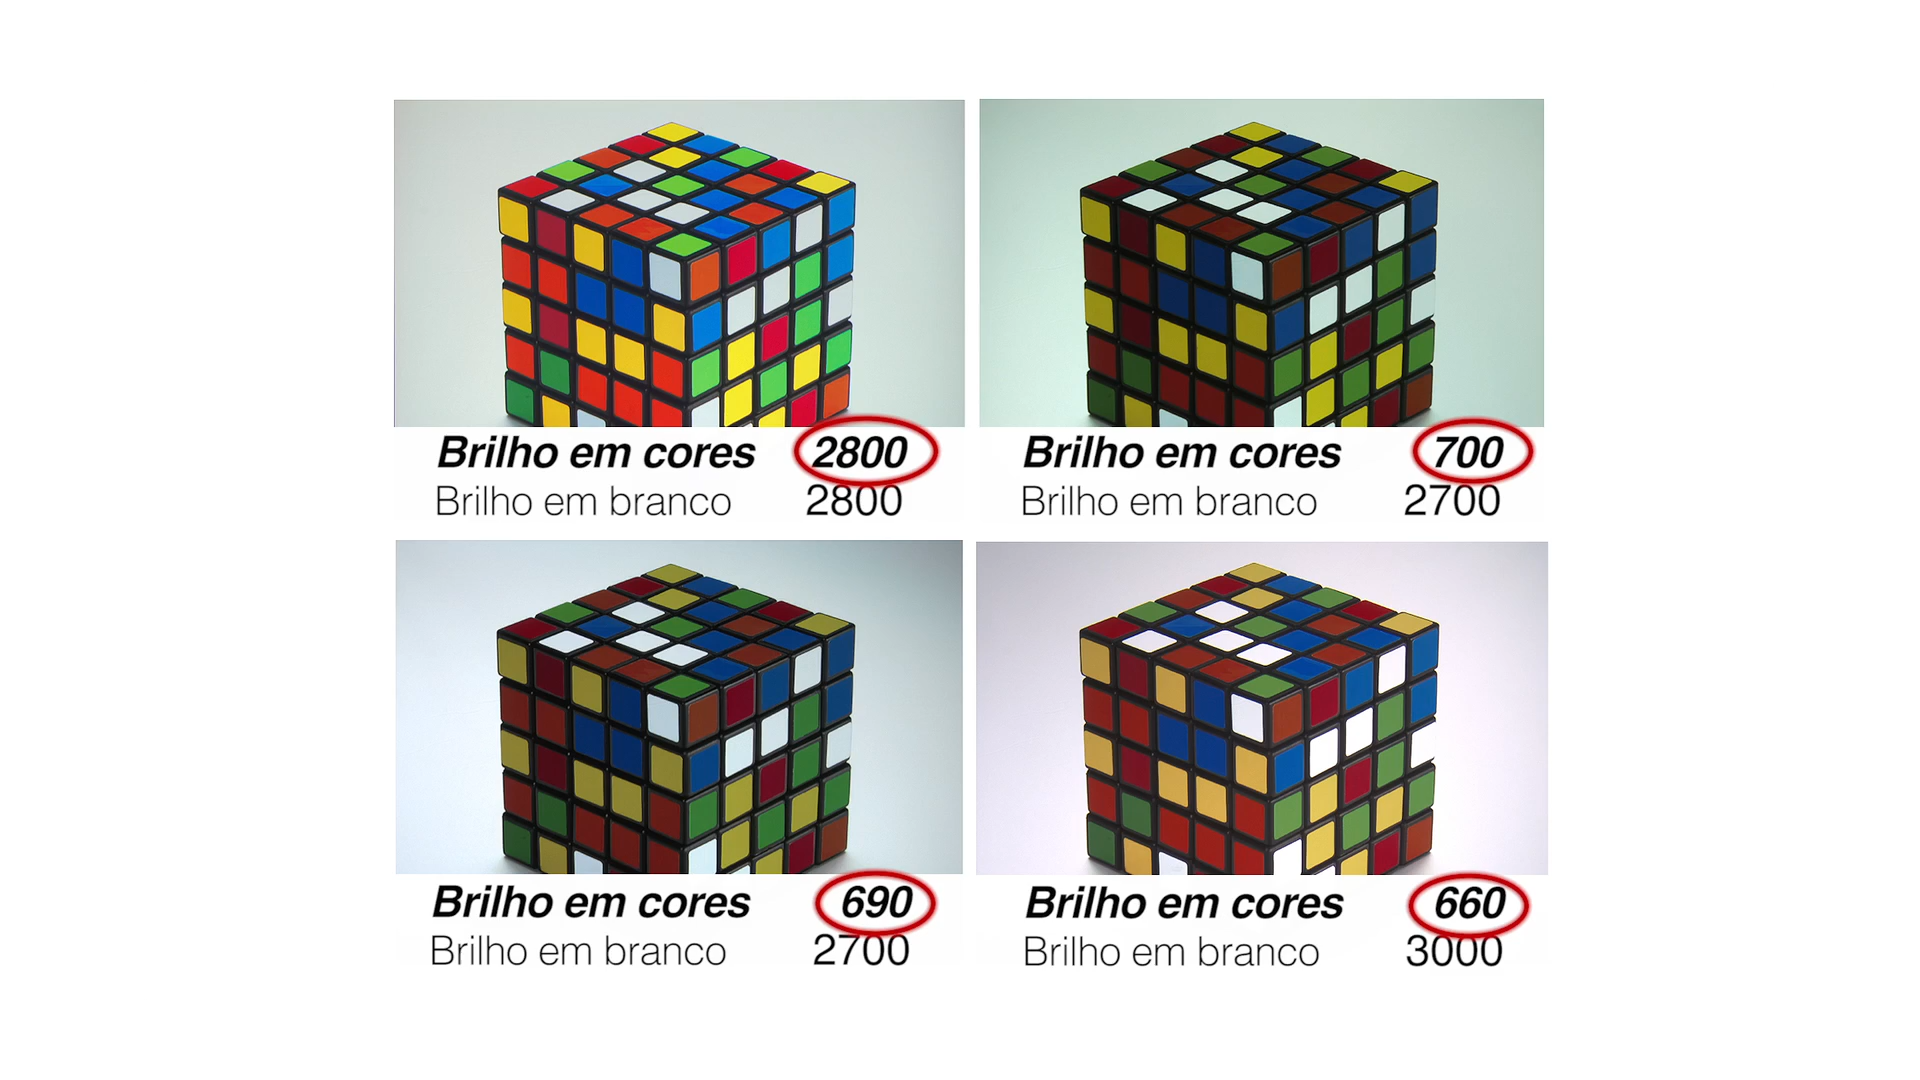 Brilho em cores 2800
Brilho em branco 2800
Brilho em cores 700
Brilho em branco 2700
Brilho em cores 690
Brilho em branco 2700
Brilho em cores 660
Brilho em branco 3000